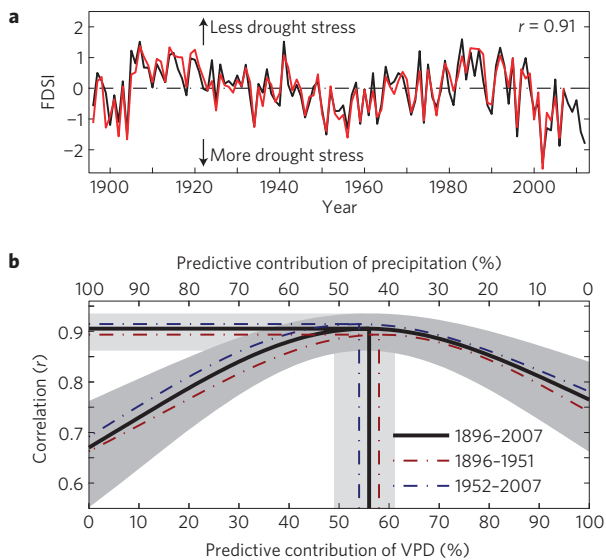 a
r = 0.91
Less drought stress
More drought stress
FDSI
2
1
0
−1
−2
1900 1920 1940 1960 1980 2000
Year
b
Predictive contribution of precipitation (%)
100 90 80 70 60 50 40 30 20 10 0
Correlation (r)
0.9
0.8
0.7
0.6
1896–2007
1896–1951
1952–2007
0 10 20 30 40 50 60 70 80 90 100
Predictive contribution of VPD (%)